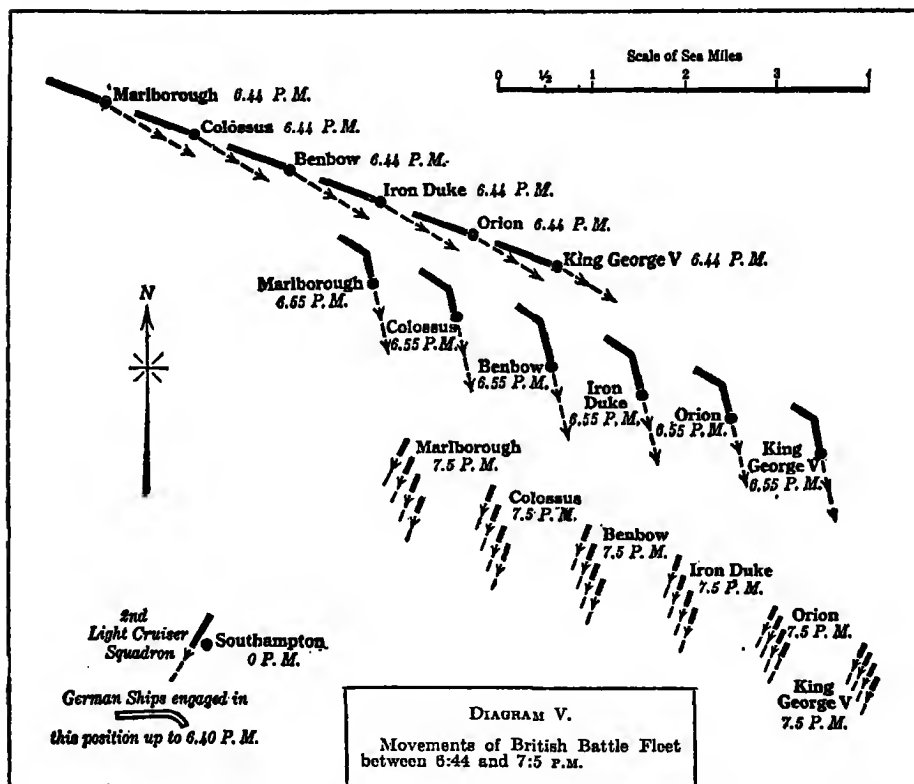 Scale of Sea Miles
0 ½ 1 2 3 4
Marlborough 6.44 P. M.
Colossus 6.44 P. M.
Benbow 6.44 P. M.
Iron Duke 6.44 P. M.
Orion 6.44 P. M.
King George V 6.44 P. M.
Marlborough
6.55 P. M.
Colossus
6.55 P. M.
Benbow
6.55 P. M.
Iron
Duke
6.55 P. M.
Orion
6.55 P. M.
King
George V
6.55 P. M.
N
Marlborough
7.5 P. M.
Colossus
7.5 P. M.
Benbow
7.5 P. M.
Iron Duke
7.5 P. M.
Orion
7.5 P. M.
King
George V
7.5 P. M.
2nd
Light Cruiser
Squadron
Southampton
0 P. M.
German Ships engaged in
this position up to 6.40 P. M.
DIAGRAM V.
Movements of British Battle Fleet
between 6:44 and 7:5 P.M.